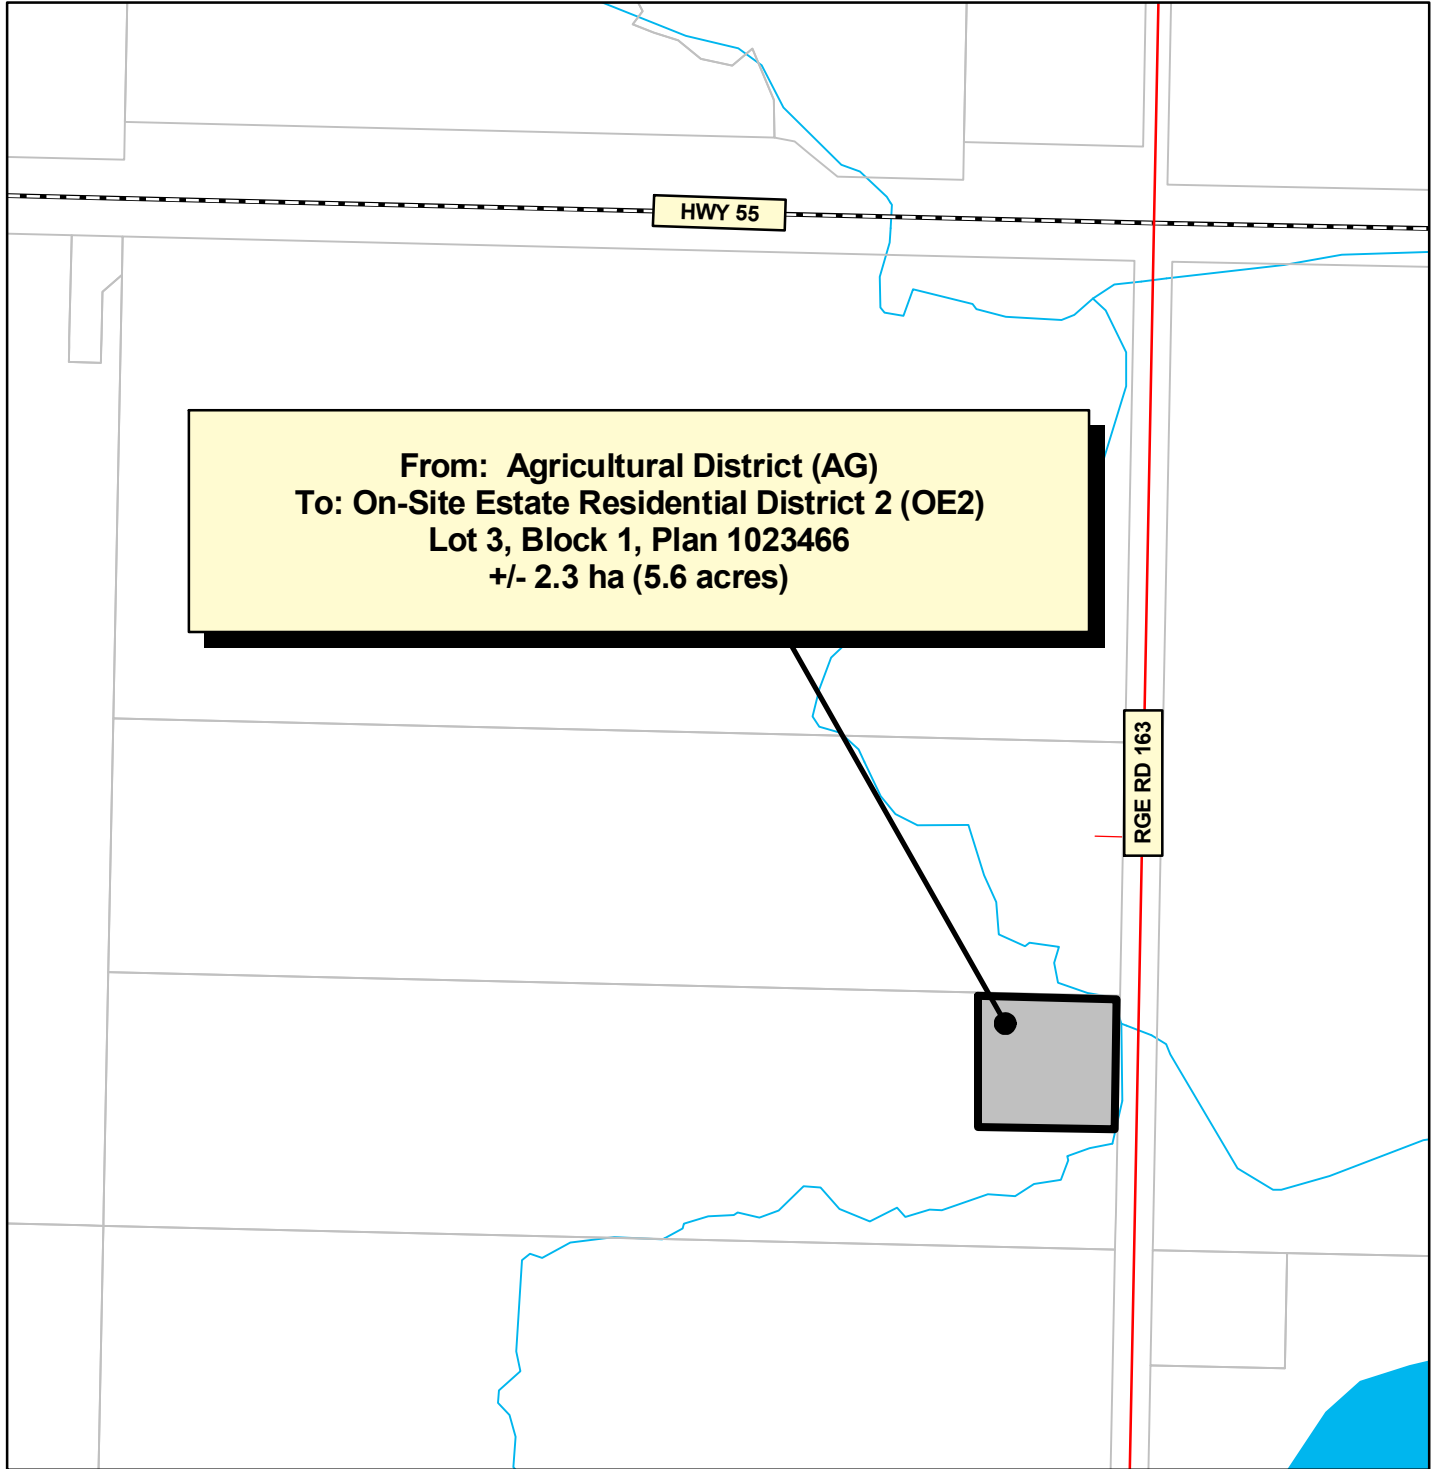 HWY 55
From: Agricultural District (AG)
To: On-Site Estate Residential District 2 (OE2)
Lot 3, Block 1, Plan 1023466
+/- 2.3 ha (5.6 acres)
RGE RD 163